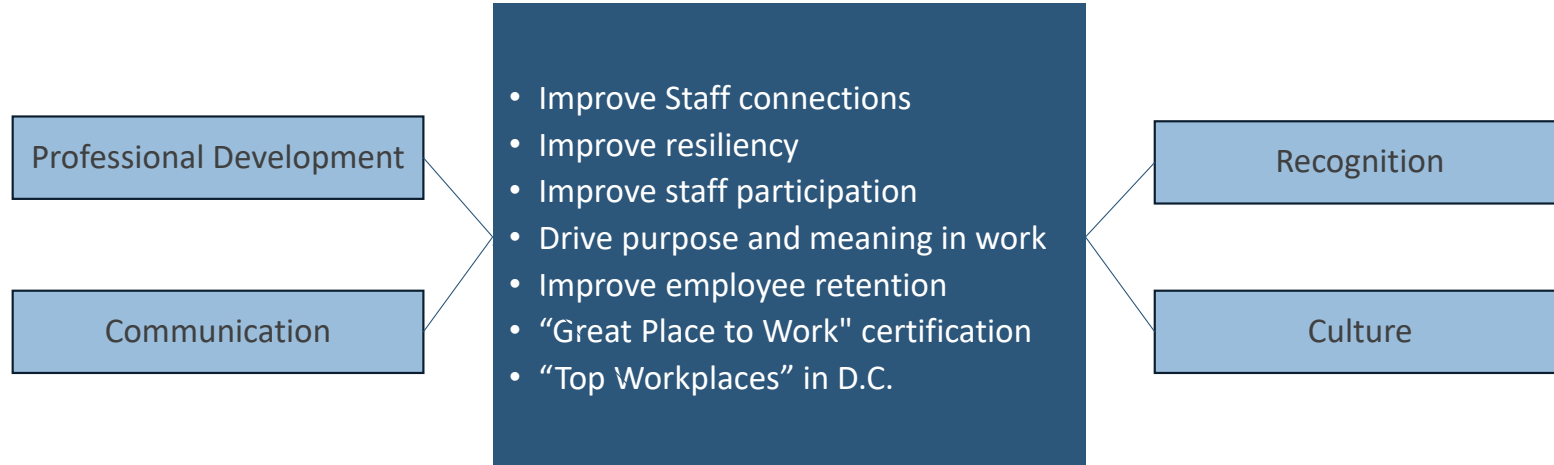 Professional Development
Communication
• Improve Staff connections
• Improve resiliency
• Improve staff participation
• Drive purpose and meaning in work
• Improve employee retention
• “Great Place to Work" certification
• “Top Workplaces” in D.C.
Recognition
Culture